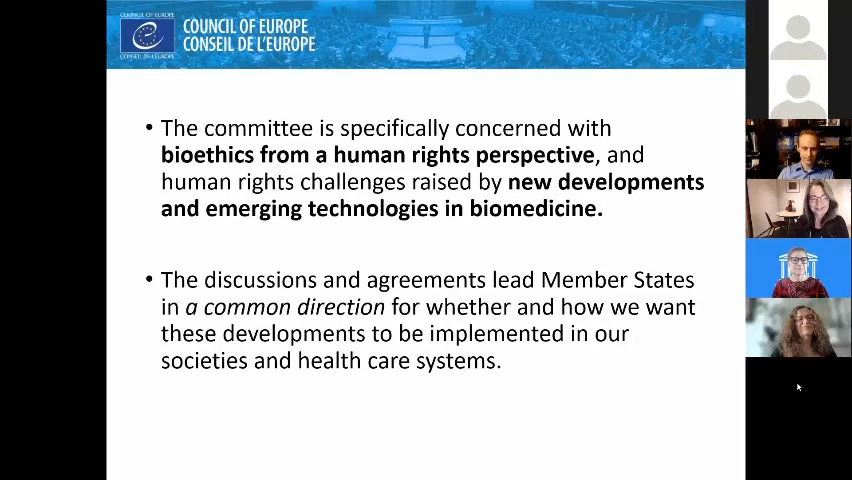 COUNCIL OF EUROPE
COUNCIL OF EUROPE
CONSEIL DE L'EUROPE
CONSEIL DE L'EUROPE
• The committee is specifically concerned with
bioethics from a human rights perspective, and
human rights challenges raised by new developments
and emerging technologies in biomedicine.
• The discussions and agreements lead Member States
in a common direction for whether and how we want
these developments to be implemented in our
societies and health care systems.